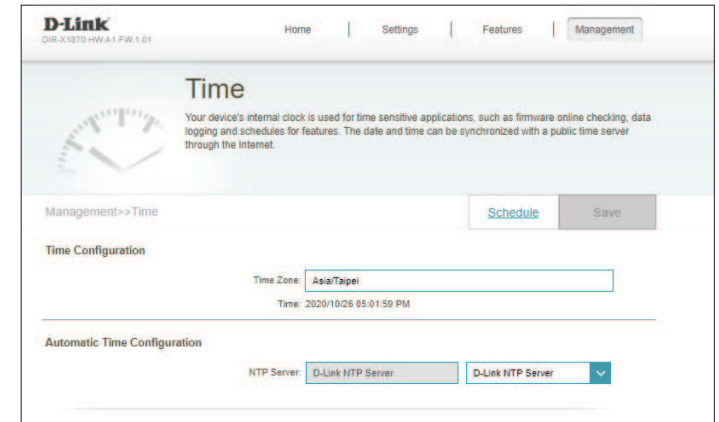 D-Link
DIR-X1870 HW:A1 FW:1.01
Home | Settings | Features | Management
Time
Your device's internal clock is used for time sensitive applications, such as firmware online checking, data
logging and schedules for features. The date and time can be synchronized with a public time server
through the Internet.
Management>>Time
Schedule
Save
Time Configuration
Time Zone: Asia/Taipei
Time: 2020/10/26 05:01:59 PM
Automatic Time Configuration
NTP Server: D-Link NTP Server D-Link NTP Server